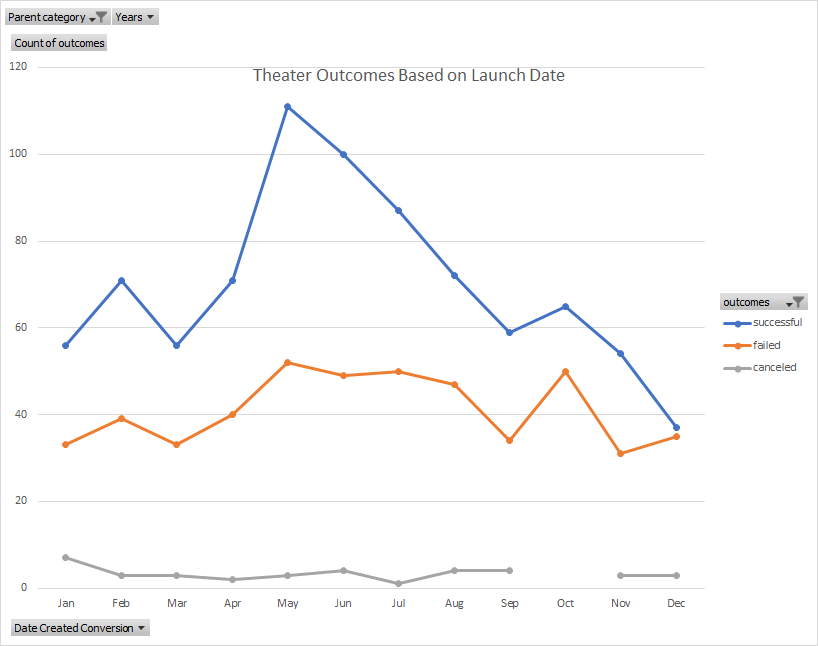 Parent category Years
Count of outcomes
Theater Outcomes Based on Launch Date
120
100
80
60
40
20
0
Jan Feb Mar Apr May Jun Jul Aug Sep Oct Nov Dec
outcomes
successful
failed
canceled
Date Created Conversion